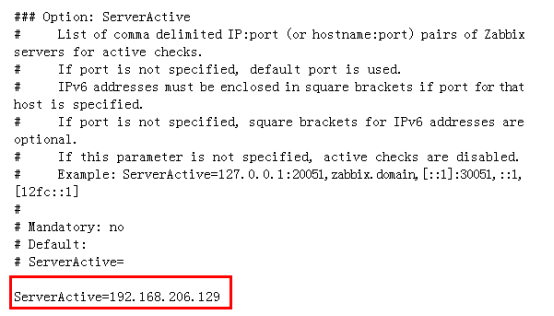 ### Option: ServerActive
#     List of comma delimited IP:port (or hostname:port) pairs of Zabbix
servers for active checks.
#     If port is not specified, default port is used.
#     IPv6 addresses must be enclosed in square brackets if port for that
host is specified.
#     If port is not specified, square brackets for IPv6 addresses are
optional.
#     If this parameter is not specified, active checks are disabled.
#     Example: ServerActive=127.0.0.1:20051,zabbix.domain,[::1]:30051,::1,
[12fc::1]
#
# Mandatory: no
# Default:
# ServerActive=
ServerActive=192.168.206.129